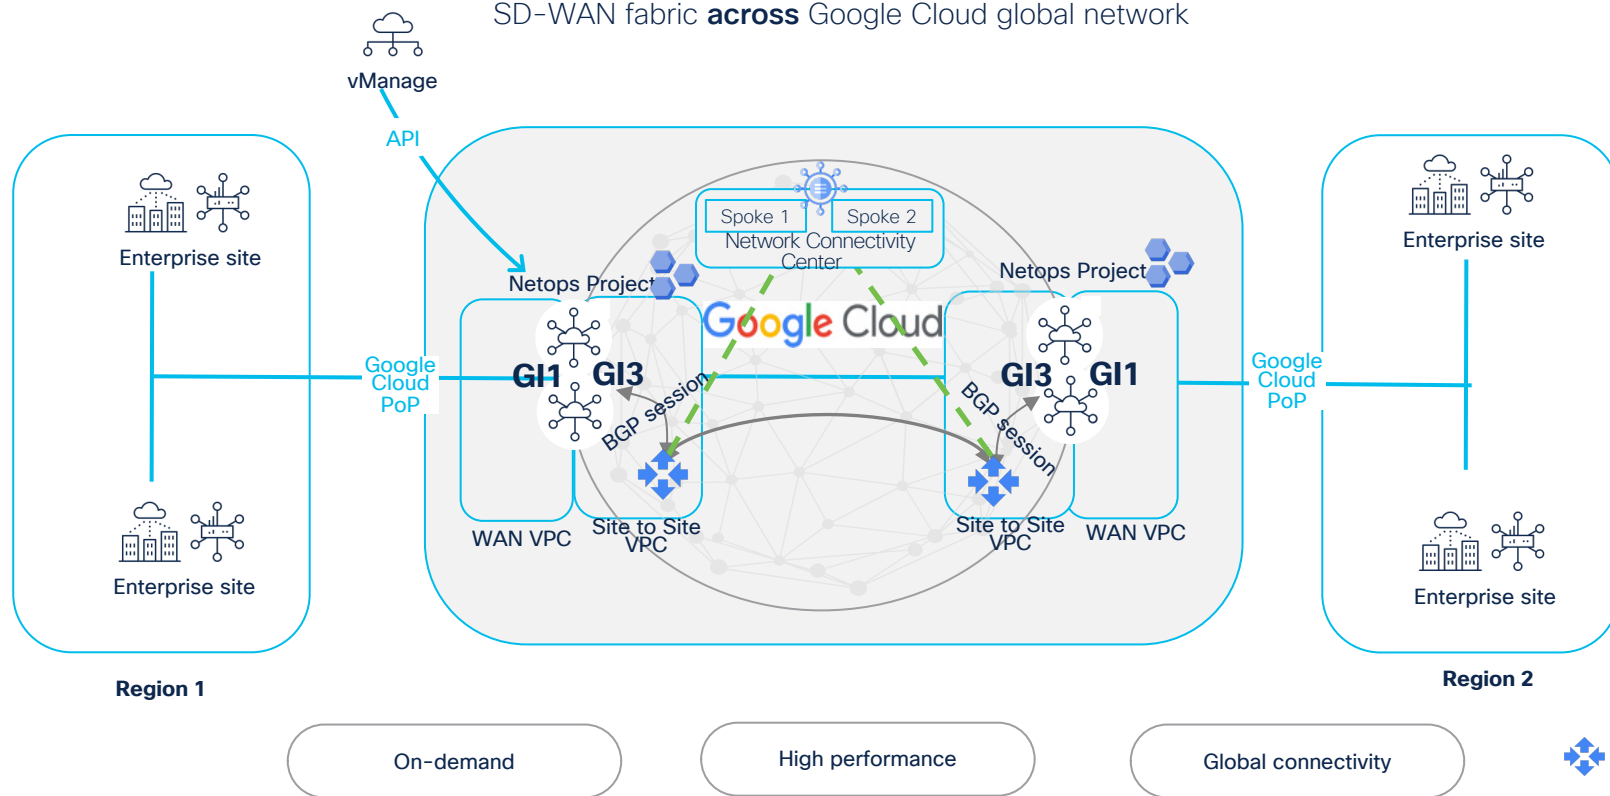 SD-WAN fabric across Google Cloud global network
vManage
API
Spoke 1
Spoke 2
Network Connectivity
Center
Netops Project
Netops Project
Google Cloud
Enterprise site
Enterprise site
Google
Cloud
PoP
GI1
GI3
BGP session
GI3
GI1
BGP session
Google
Cloud
PoP
WAN VPC
Site to Site
VPC
Site to Site
VPC
WAN VPC
Enterprise site
Enterprise site
Region 1
Region 2
On-demand
High performance
Global connectivity